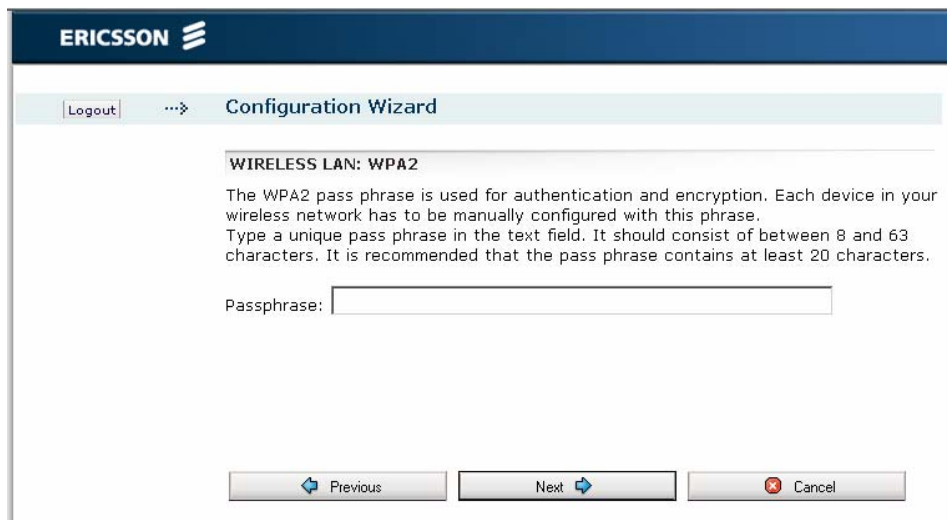 ERICSSON
Logout
Configuration Wizard
WIRELESS LAN: WPA2
The WPA2 pass phrase is used for authentication and encryption. Each device in your
wireless network has to be manually configured with this phrase.
Type a unique pass phrase in the text field. It should consist of between 8 and 63
characters. It is recommended that the pass phrase contains at least 20 characters.
Passphrase:
Previous
Next
Cancel